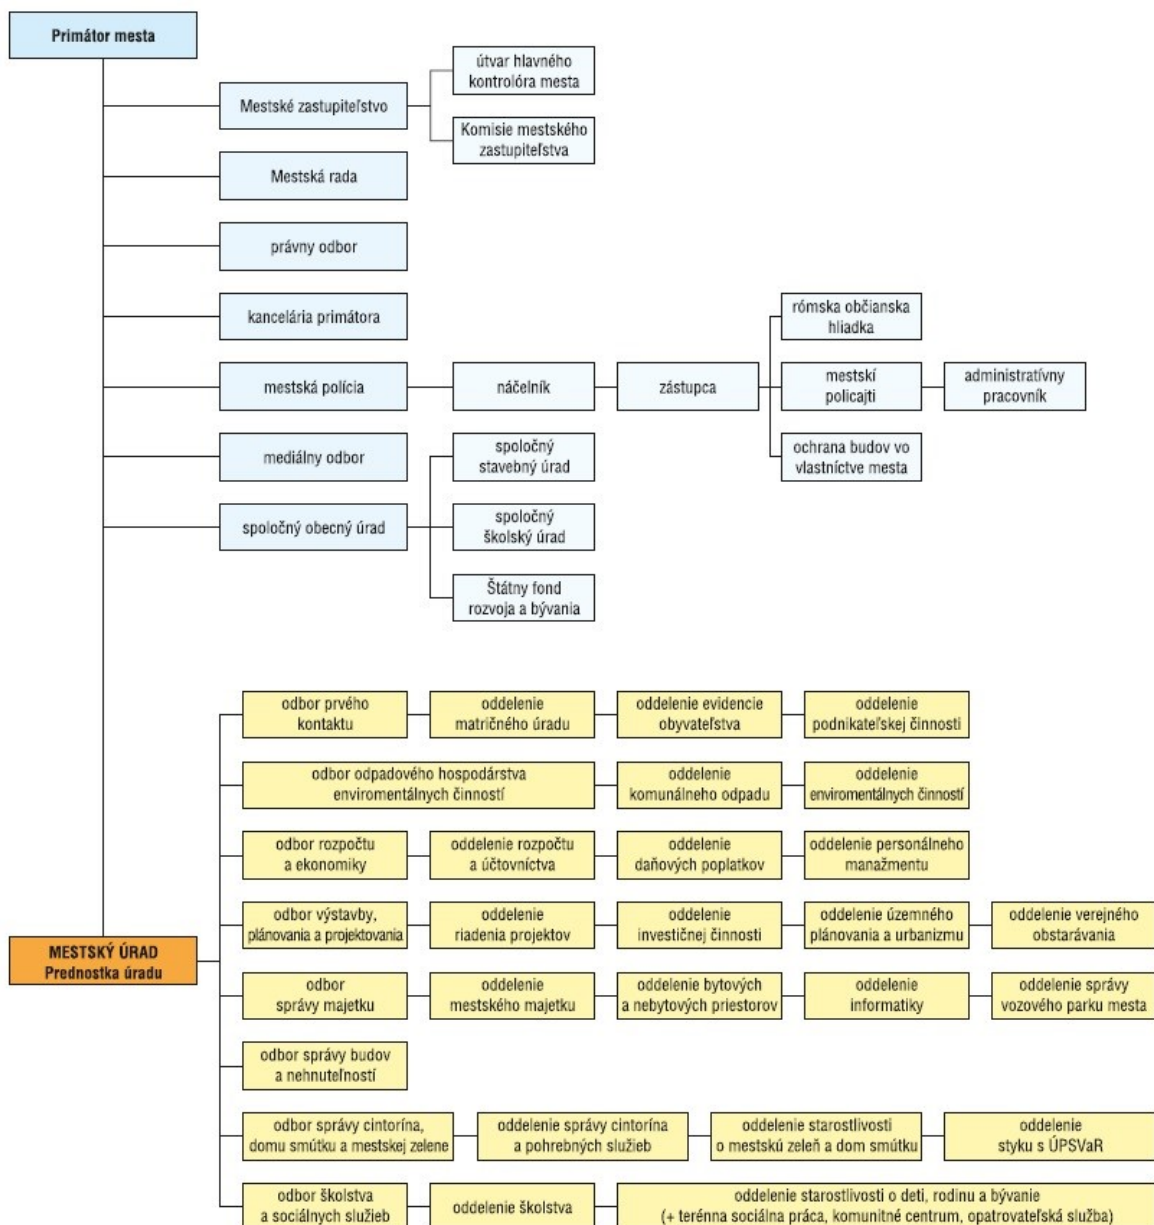 Primátor mesta
Mestské zastupiteľstvo
útvar hlavného
kontrolóra mesta
Komisie mestského
zastupiteľstva
Mestská rada
právny odbor
kancelária primátora
mestská polícia
náčelník
zástupca
rómska občianska
hliadka
mestskí
policajti
administratívny
pracovník
ochrana budov vo
vlastníctve mesta
mediálny odbor
spoločný obecný úrad
spoločný
stavebný úrad
spoločný
školský úrad
Štátny fond
rozvoja a bývania
MESTSKÝ ÚRAD
Prednostka úradu
odbor prvého
kontaktu
oddelenie
matričného úradu
oddelenie evidencie
obyvateľstva
oddelenie
podnikateľskej činnosti
odbor odpadového hospodárstva
enviromentálnych činností
oddelenie
komunálneho odpadu
oddelenie
enviromentálnych činností
odbor rozpočtu
a ekonomiky
oddelenie rozpočtu
a účtovníctva
oddelenie
daňových poplatkov
oddelenie personálneho
manažmentu
odbor výstavby,
plánovania a projektovania
oddelenie
riadenia projektov
oddelenie
investičnej činnosti
oddelenie územného
plánovania a urbanizmu
oddelenie verejného
obstarávania
odbor
správy majetku
oddelenie
mestského majetku
oddelenie bytových
a nebytových priestorov
oddelenie
informatiky
oddelenie správy
vozového parku mesta
odbor správy budov
a nehnuteľností
odbor správy cintorína,
domu smútku a mestskej zelene
oddelenie správy cintorína
a pohrebných služieb
oddelenie starostlivosti
o mestskú zeleň a dom smútku
oddelenie
styku s ÚPSVaR
odbor školstva
a sociálnych služieb
oddelenie školstva
oddelenie starostlivosti o deti, rodinu a bývanie
(+ terénna sociálna práca, komunitné centrum, opatrovateľská služba)